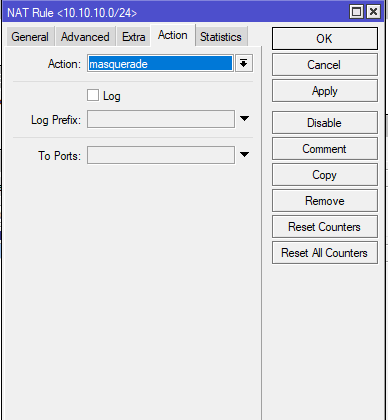 NAT Rule <10.10.10.0/24>
General Advanced Extra Action Statistics
Action: masquerade
Log
Log Prefix:
To Ports:
OK
Cancel
Apply
Disable
Comment
Copy
Remove
Reset Counters
Reset All Counters